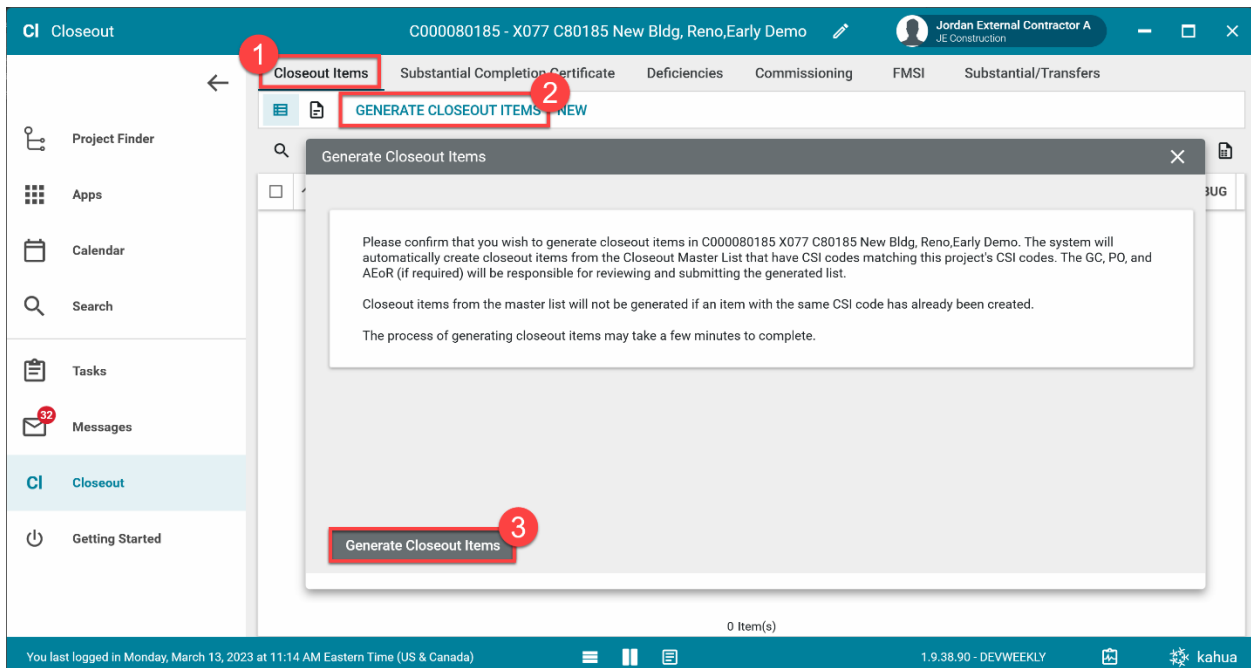 Cl Closeout
C000080185 - X077 C80185 New Bldg, Reno,Early Demo
Jordan External Contractor A
JE Construction
1
Closeout Items
Substantial Completion Certificate
Deficiencies
Commissioning
FMSI
Substantial/Transfers
2
GENERATE CLOSEOUT ITEMS - NEW
Project Finder
Apps
Calendar
Search
Tasks
32
Messages
Cl Closeout
Getting Started
Generate Closeout Items
BUG
Please confirm that you wish to generate closeout items in C000080185 X077 C80185 New Bldg, Reno,Early Demo. The system will
automatically create closeout items from the Closeout Master List that have CSI codes matching this project's CSI codes. The GC, PO, and
AEoR (if required) will be responsible for reviewing and submitting the generated list.
Closeout items from the master list will not be generated if an item with the same CSI code has already been created.
The process of generating closeout items may take a few minutes to complete.
3
Generate Closeout Items
0 Item(s)
You last logged in Monday, March 13, 2023 at 11:14 AM Eastern Time (US & Canada)
1.9.38.90 - DEVWEEKLY
kahua